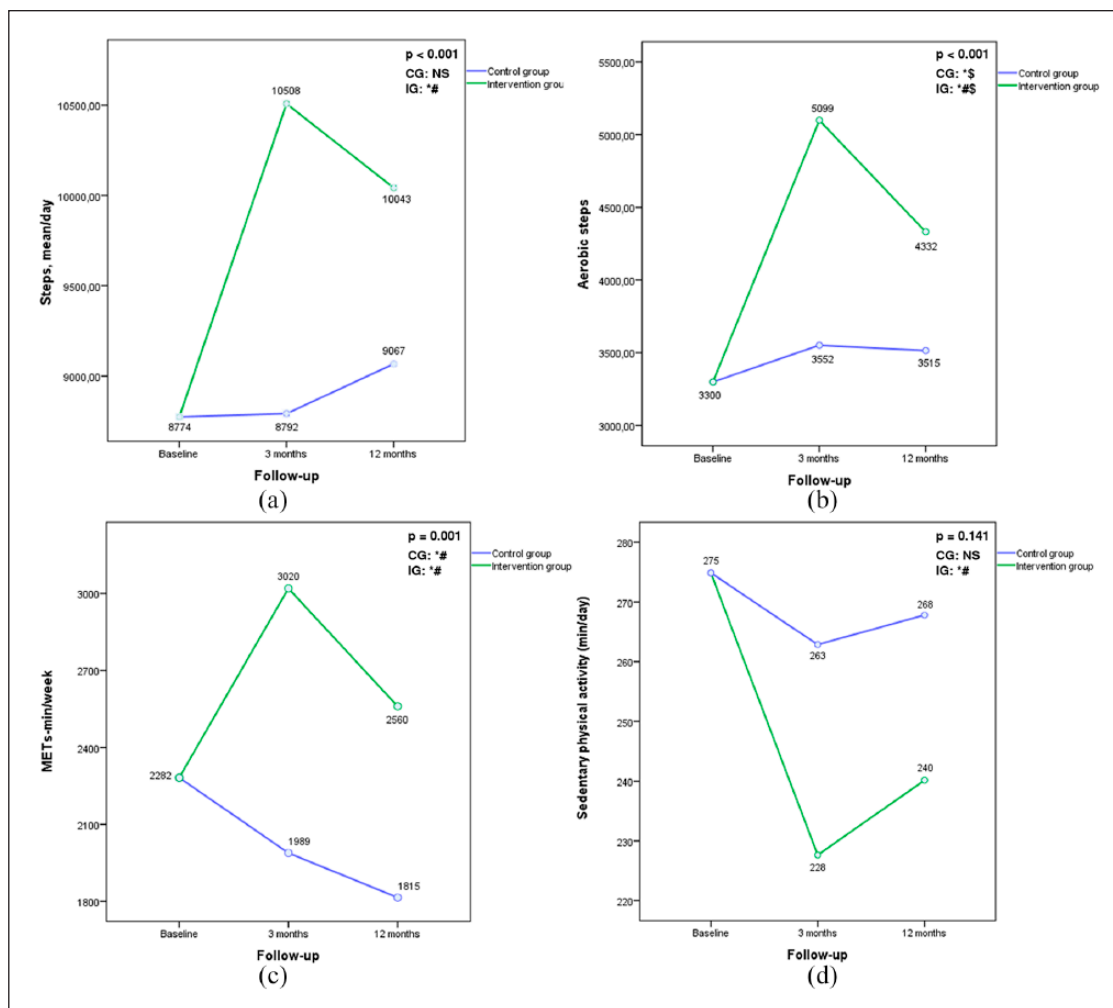 p < 0.001
CG: NS
IG: *#
Control group
Intervention grou
10500,00
10000,00
9500,00
9000,00
Steps, mean/day
10508
10043
9067
8774
8792
Baseline
3 months
12 months
Follow-up
(a)
p < 0.001
CG: *$
IG: *#$
Control group
Intervention group
5500,00
5000,00
4500,00
4000,00
3500,00
3000,00
Aerobic steps
5099
4332
3552
3515
3300
Baseline
3 months
12 months
Follow-up
(b)
p = 0.001
CG: *#
IG: *#
Control group
Intervention group
3000
2700
2400
2100
1800
METs-min/week
3020
2560
2282
1989
1815
Baseline
3 months
12 months
Follow-up
(c)
p = 0.141
CG: NS
IG: *#
Control group
Intervention group
280
270
260
250
240
230
220
Sedentary physical activity (min/day)
275
268
263
240
228
Baseline
3 months
12 months
Follow-up
(d)